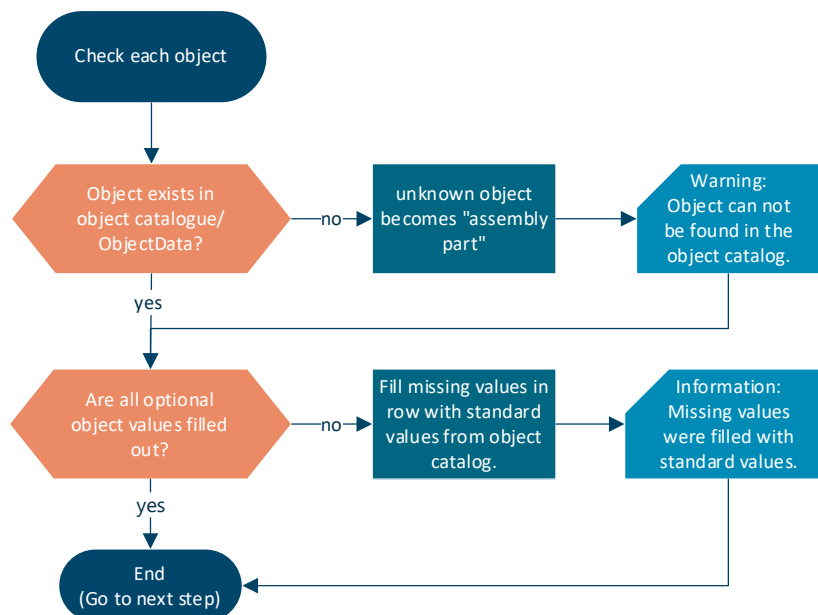 Check each object
Object exists in
object catalogue/
ObjectData?
no
unknown object
becomes "assembly
part"
Warning:
Object can not
be found in the
object catalog.
yes
Are all optional
object values filled
out?
no
Fill missing values in
row with standard
values from object
catalog.
Information:
Missing values
were filled with
standard values.
yes
End
(Go to next step)